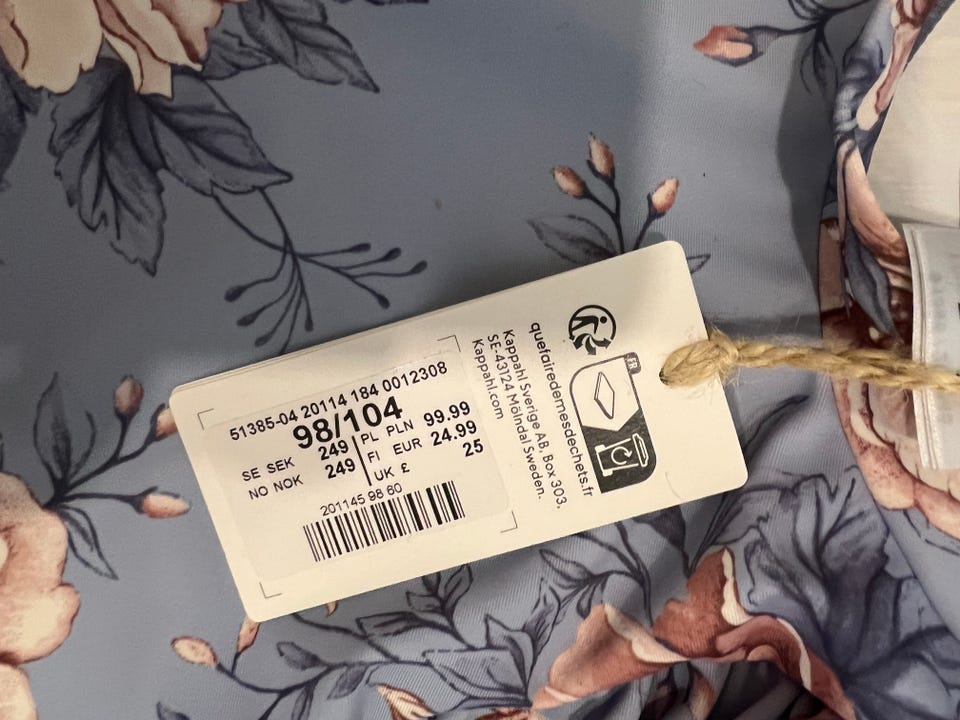 51385-04 20114 184 0012308
98/104
SE SEK 249 PL PLN 99.99
NO NOK 249 FI EUR 24.99
UK £ 25
201145 98 60
FR
quefairedemesdechets.fr
Kappahl Sverige AB, Box 303,
SE-43124 Mölndal Sweden.
Kappahl.com